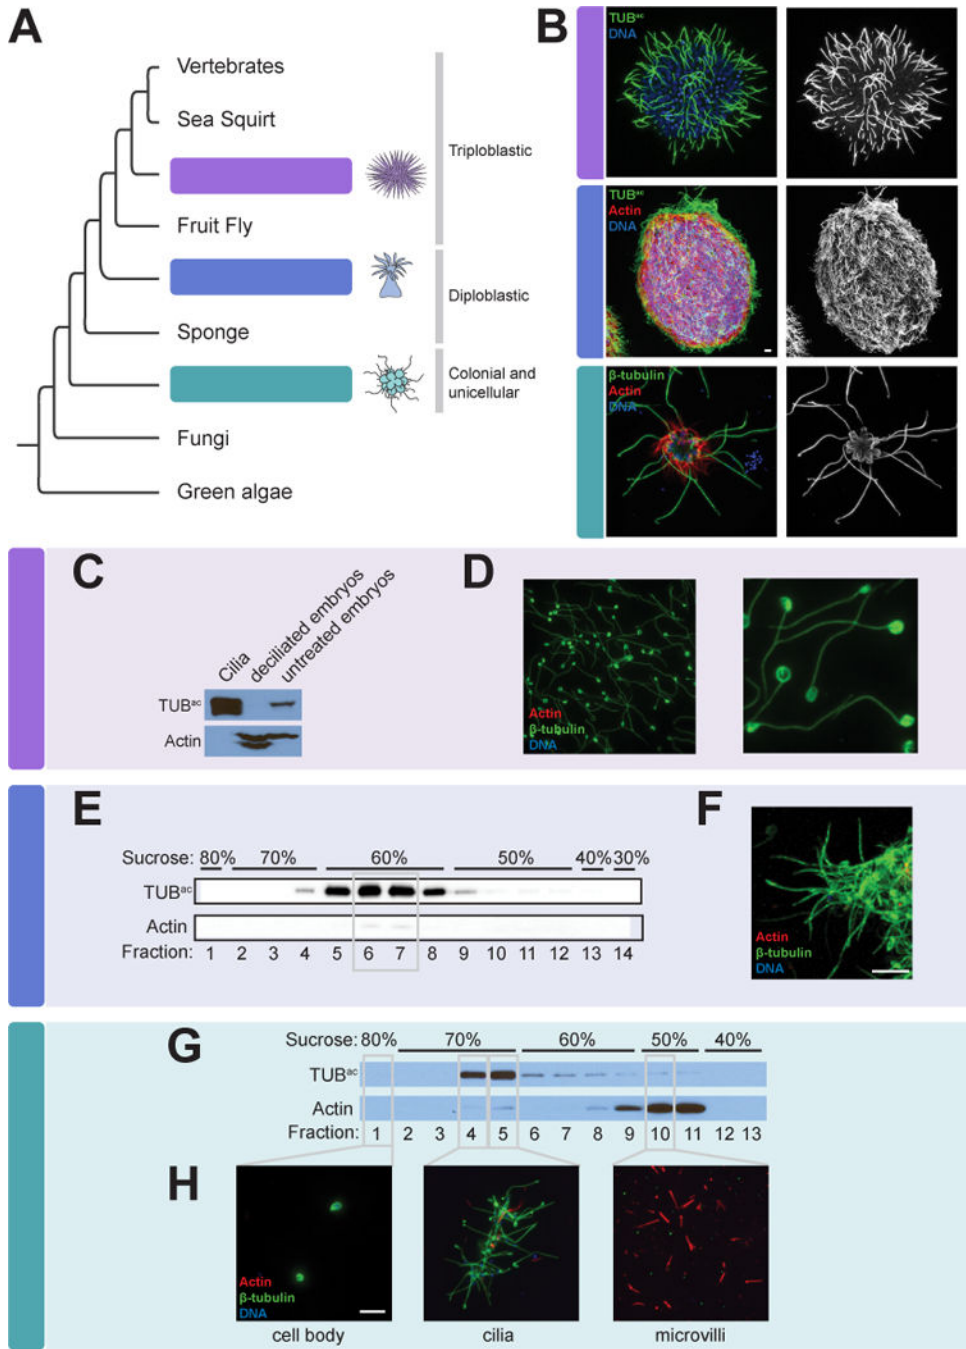 A
Vertebrates
Sea Squirt
Fruit Fly
Sponge
Fungi
Green algae
Triploblastic
Diploblastic
Colonial and
unicellular
B
TUBᵃᶜ
DNA
TUBᵃᶜ
Actin
DNA
β-tubulin
Actin
DNA
C
Cilia
deciliated embryos
untreated embryos
TUBᵃᶜ
Actin
D
Actin
β-tubulin
DNA
E
Sucrose: 80% 70% 60% 50% 40% 30%
TUBᵃᶜ
Actin
Fraction: 1 2 3 4 5 6 7 8 9 10 11 12 13 14
F
Actin
β-tubulin
DNA
G
Sucrose: 80% 70% 60% 50% 40%
TUBᵃᶜ
Actin
Fraction: 1 2 3 4 5 6 7 8 9 10 11 12 13
H
Actin
β-tubulin
DNA
cell body
cilia
microvilli